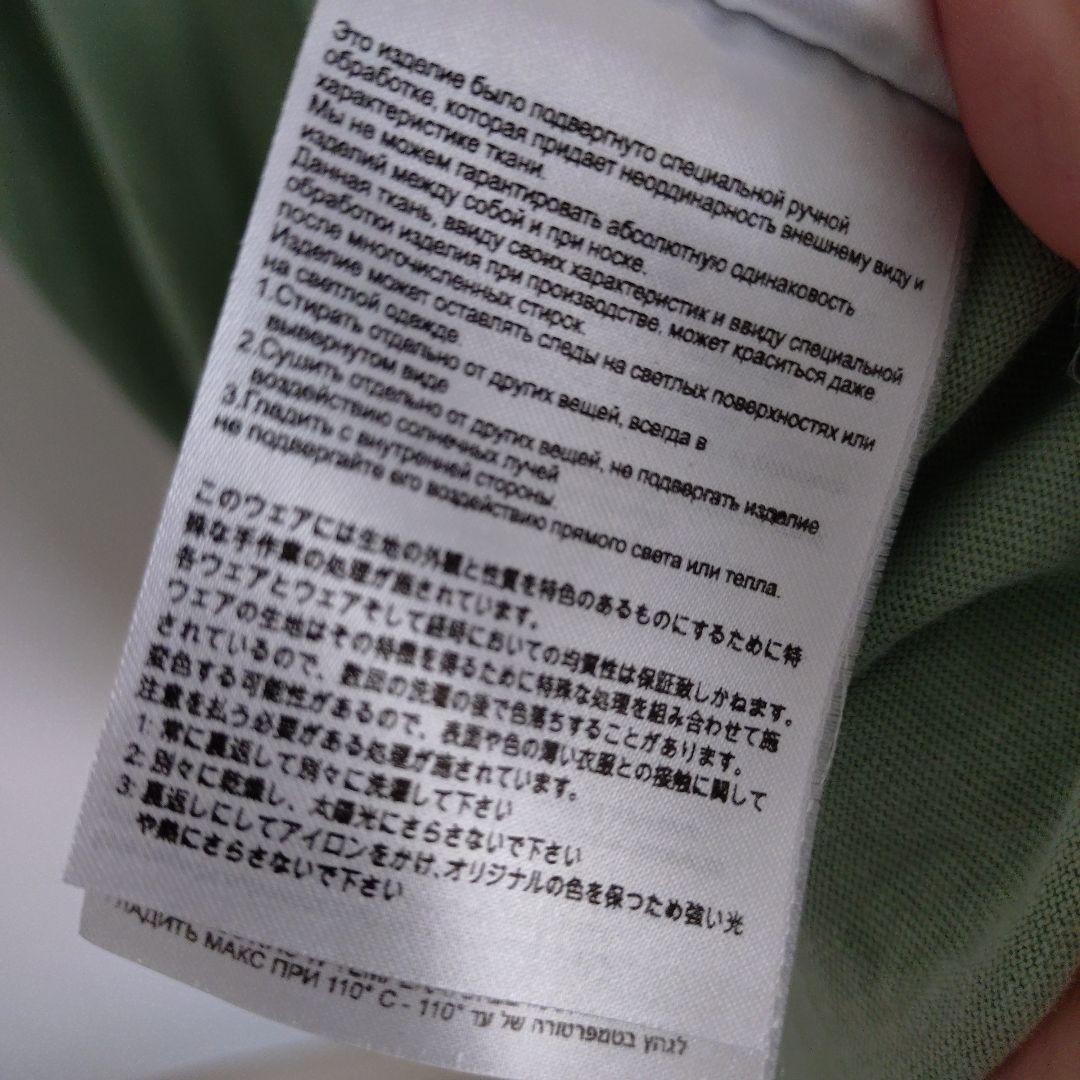 Это изделие было подвергнуто специальной ручной
обработке, которая придает неординарность внешнему виду и
характеристике ткани.
Мы не можем гарантировать абсолютную одинаковость
изделий между собой и при носке.
Данная ткань, ввиду своих характеристик и ввиду специальной
обработки изделия при производстве, может краситься даже
после многочисленных стирок.
Изделие может оставлять следы на светлых поверхностях или
на светлой одежде.
1.Стирать отдельно от других вещей, всегда в
вывернутом виде
2.Сушить отдельно от других вещей, не подвергать изделие
воздействию солнечных лучей
3.Гладить с внутренней стороны.
не подвергайте его воздействию прямого света или тепла.
このウェアには生地の外観と性質を特色のあるものにするために特
殊な手作業の処理が施されています。
各ウェアとウェアそして経時においての均質性は保証致しかねます。
ウェアの生地はその特徴を得るために特殊な処理を組み合わせて施
されているので、数回の洗濯の後で色落ちすることがあります。
変色する可能性があるので、表面や色の薄い衣服との接触に関して
注意を払う必要がある処理が施されています。
1: 常に裏返して別々に洗濯して下さい
2: 別々に乾燥し、太陽光にさらさないで下さい
3: 裏返しにしてアイロンをかけ、オリジナルの色を保つため強い光
や熱にさらさないで下さい
ГЛАДИТЬ МАКС ПРИ 110° C - 110° לגהץ בטמפרטורה של עד